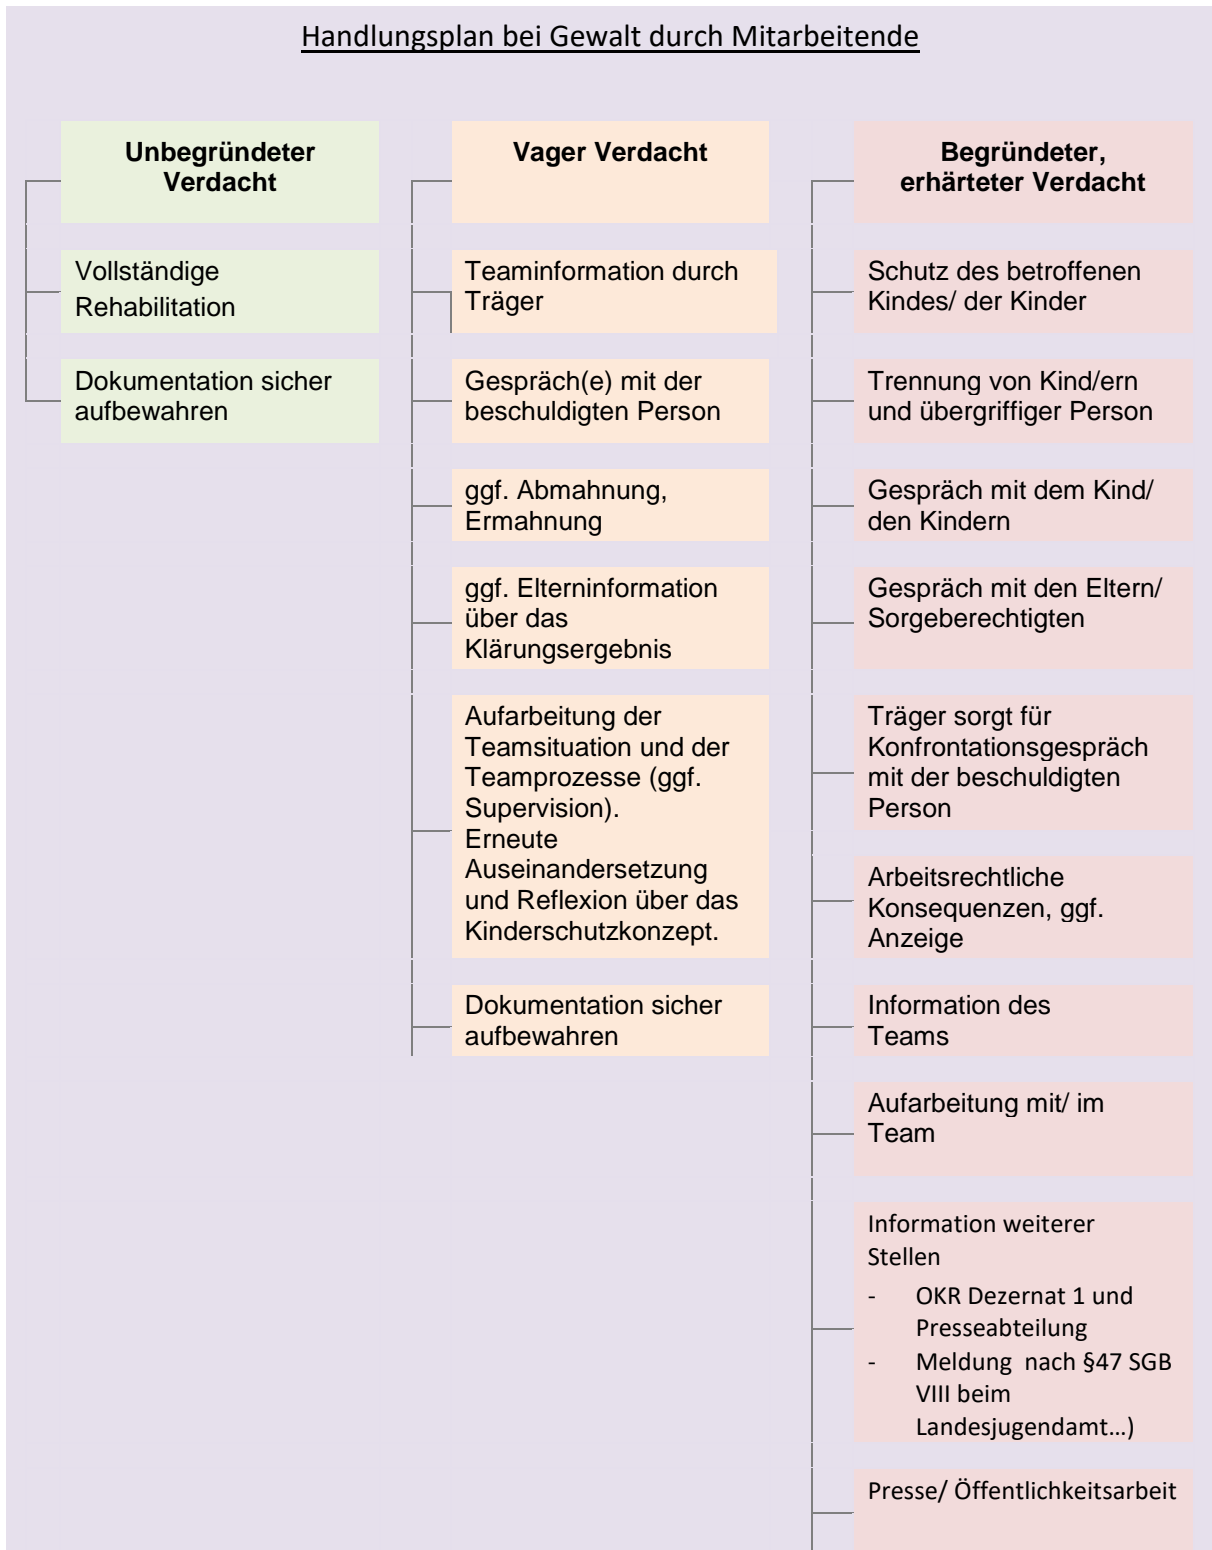 Handlungsplan bei Gewalt durch Mitarbeitende
Unbegründeter
Verdacht
Vollständige
Rehabilitation
Dokumentation sicher
aufbewahren
Vager Verdacht
Teaminformation durch
Träger
Gespräch(e) mit der
beschuldigten Person
ggf. Abmahnung,
Ermahnung
ggf. Elterninformation
über das
Klärungsergebnis
Aufarbeitung der
Teamsituation und der
Teamprozesse (ggf.
Supervision).
Erneute
Auseinandersetzung
und Reflexion über das
Kinderschutzkonzept.
Dokumentation sicher
aufbewahren
Begründeter,
erhärteter Verdacht
Schutz des betroffenen
Kindes/ der Kinder
Trennung von Kind/ern
und übergriffiger Person
Gespräch mit dem Kind/
den Kindern
Gespräch mit den Eltern/
Sorgeberechtigten
Träger sorgt für
Konfrontationsgespräch
mit der beschuldigten
Person
Arbeitsrechtliche
Konsequenzen, ggf.
Anzeige
Information des
Teams
Aufarbeitung mit/ im
Team
Information weiterer
Stellen
- OKR Dezernat 1 und
Presseabteilung
- Meldung nach §47 SGB
VIII beim
Landesjugendamt…)
Presse/ Öffentlichkeitsarbeit